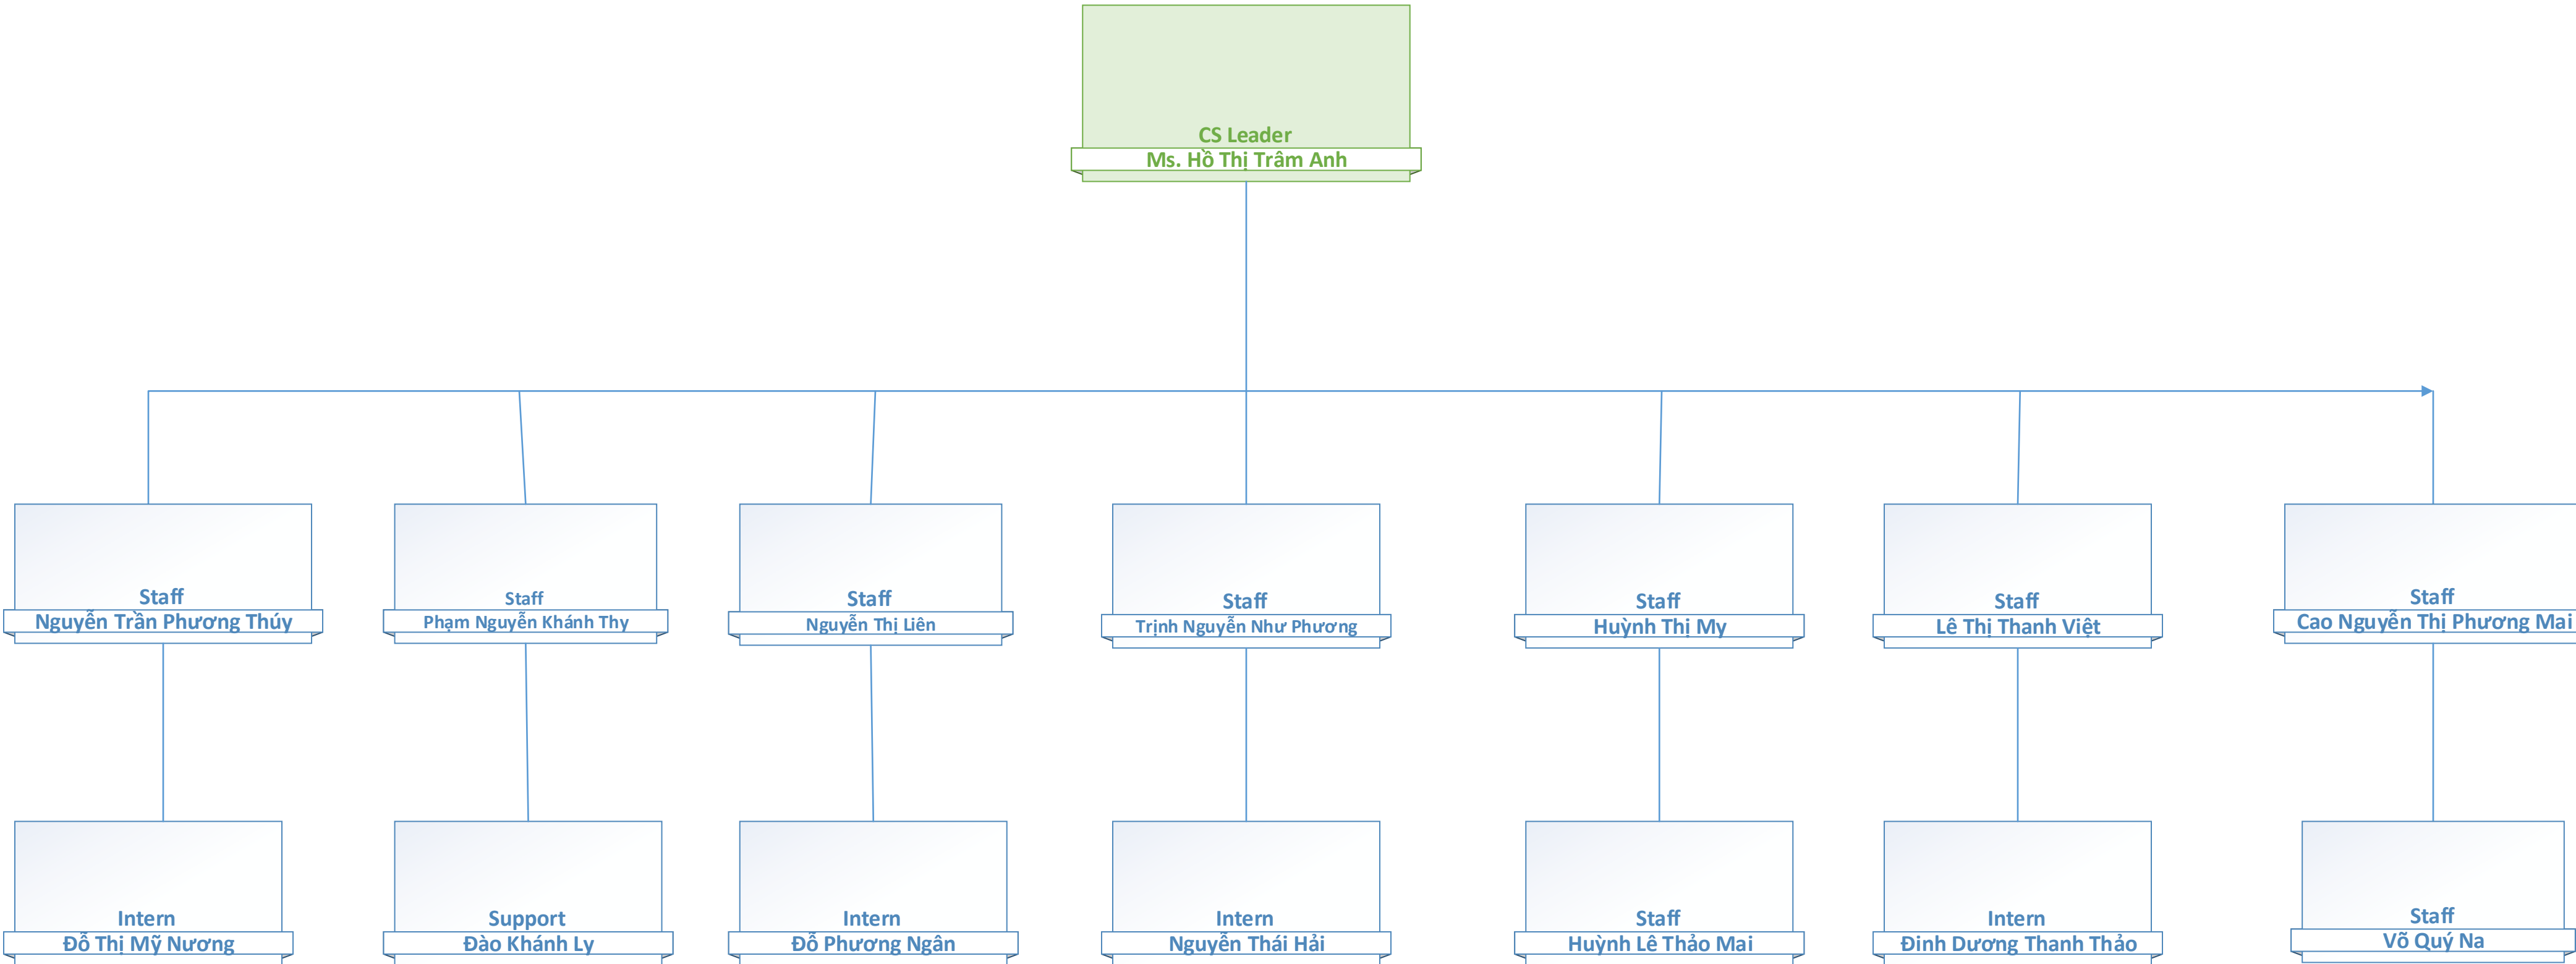 CS Leader
Ms. Hồ Thị Trâm Anh
Staff
Nguyễn Trần Phương Thúy
Staff
Phạm Nguyễn Khánh Thy
Staff
Nguyễn Thị Liên
Staff
Trịnh Nguyễn Như Phương
Staff
Huỳnh Thị My
Staff
Lê Thị Thanh Việt
Staff
Cao Nguyễn Thị Phương Mai
Intern
Đỗ Thị Mỹ Nương
Support
Đào Khánh Ly
Intern
Đỗ Phương Ngân
Intern
Nguyễn Thái Hải
Staff
Huỳnh Lê Thảo Mai
Intern
Đinh Dương Thanh Thảo
Staff
Võ Quý Na